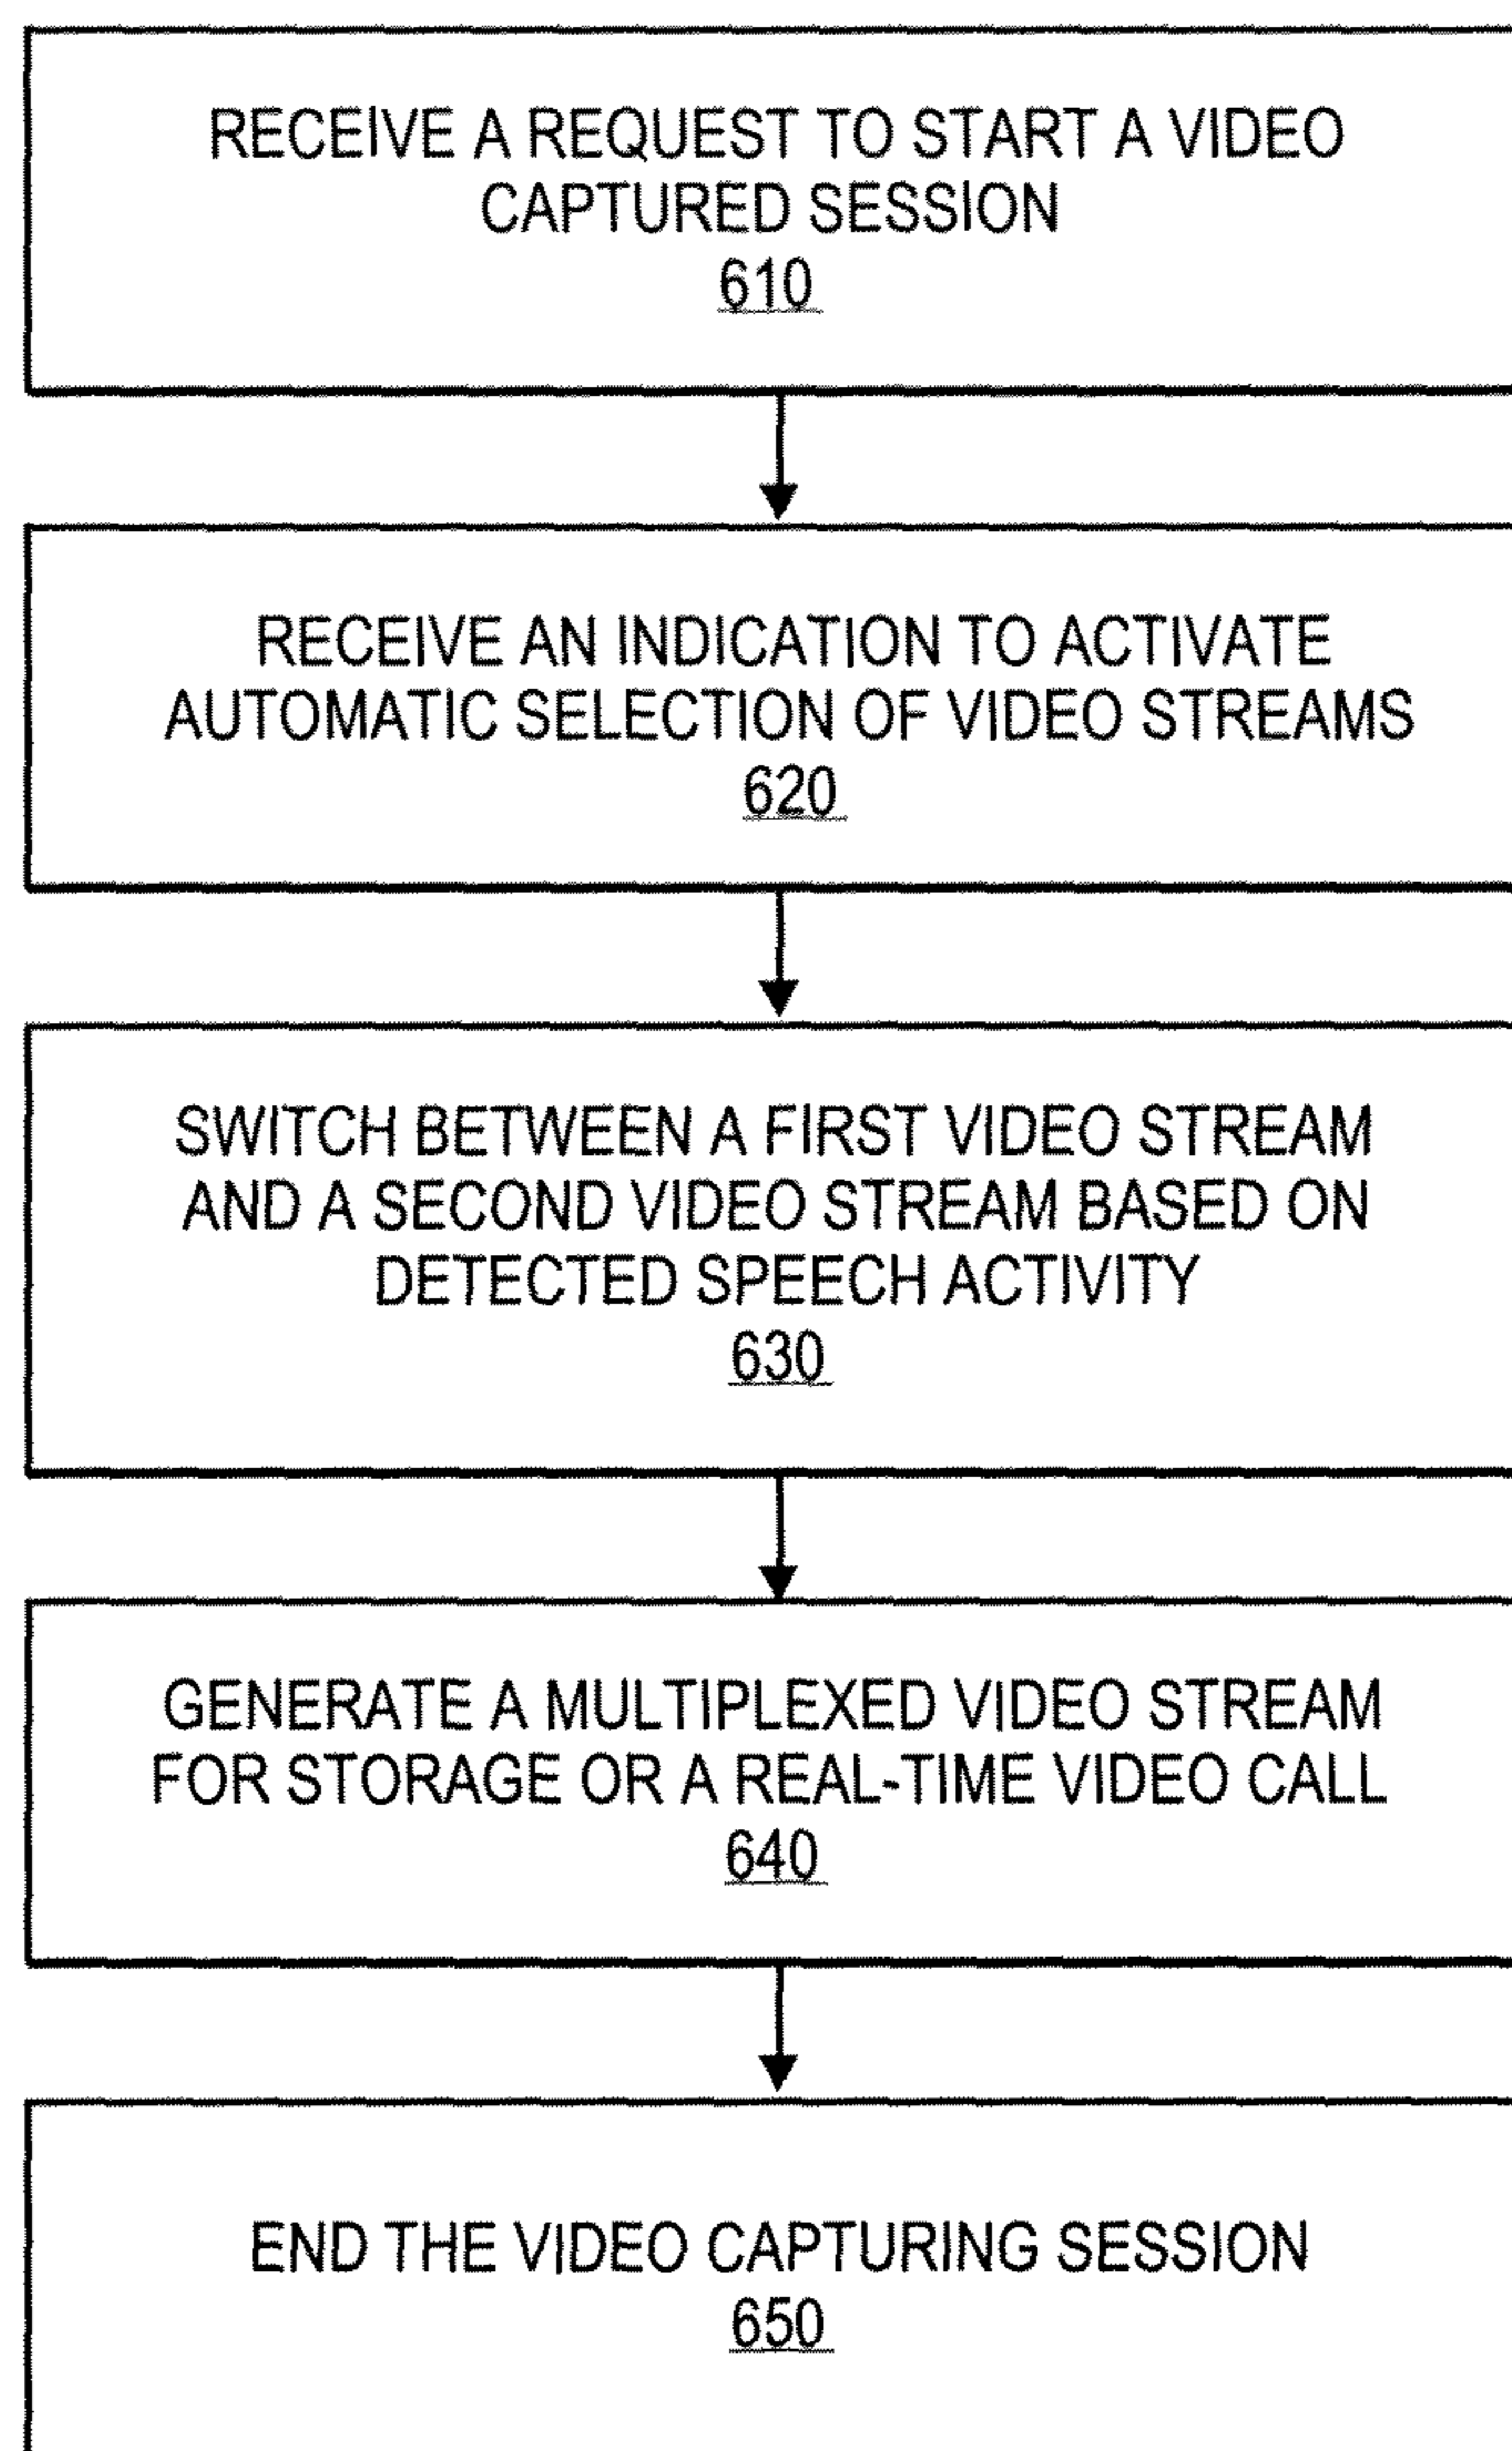 RECEIVE A REQUEST TO START A VIDEO
CAPTURED SESSION
610
RECEIVE AN INDICATION TO ACTIVATE
AUTOMATIC SELECTION OF VIDEO STREAMS
620
SWITCH BETWEEN A FIRST VIDEO STREAM
AND A SECOND VIDEO STREAM BASED ON
DETECTED SPEECH ACTIVITY
630
GENERATE A MULTIPLEXED VIDEO STREAM
FOR STORAGE OR A REAL-TIME VIDEO CALL
640
END THE VIDEO CAPTURING SESSION
650